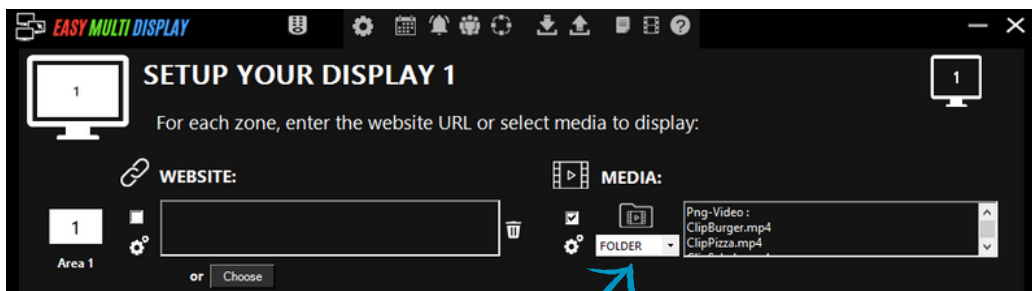 EASY MULTI DISPLAY
1
SETUP YOUR DISPLAY 1
1
For each zone, enter the website URL or select media to display:
WEBSITE:
MEDIA:
1
Area 1
FOLDER
Png-Video :
ClipBurger.mp4
ClipPizza.mp4
or
Choose